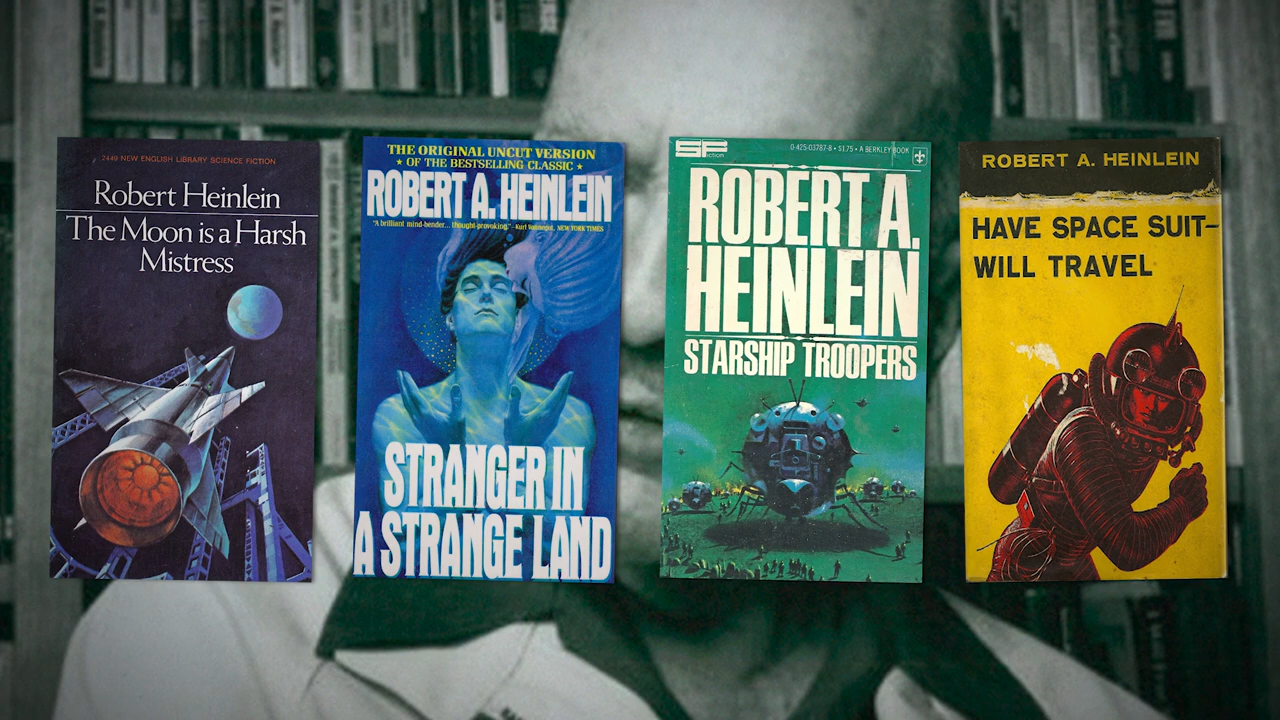 2449 NEW ENGLISH LIBRARY SCIENCE FICTION
Robert Heinlein
The Moon is a Harsh
Mistress
THE ORIGINAL UNCUT VERSION
★ OF THE BESTSELLING CLASSIC ★
ROBERT A. HEINLEIN
"A brilliant mind-bender... thought-provoking." -Kurt Vonnegut, NEW YORK TIMES
STRANGER IN
A STRANGE LAND
SF
fiction
0-425-03787-8 • $1.75 • A BERKLEY BOOK
ROBERT A.
HEINLEIN
STARSHIP TROOPERS
ROBERT A. HEINLEIN
HAVE SPACE SUIT—
WILL TRAVEL